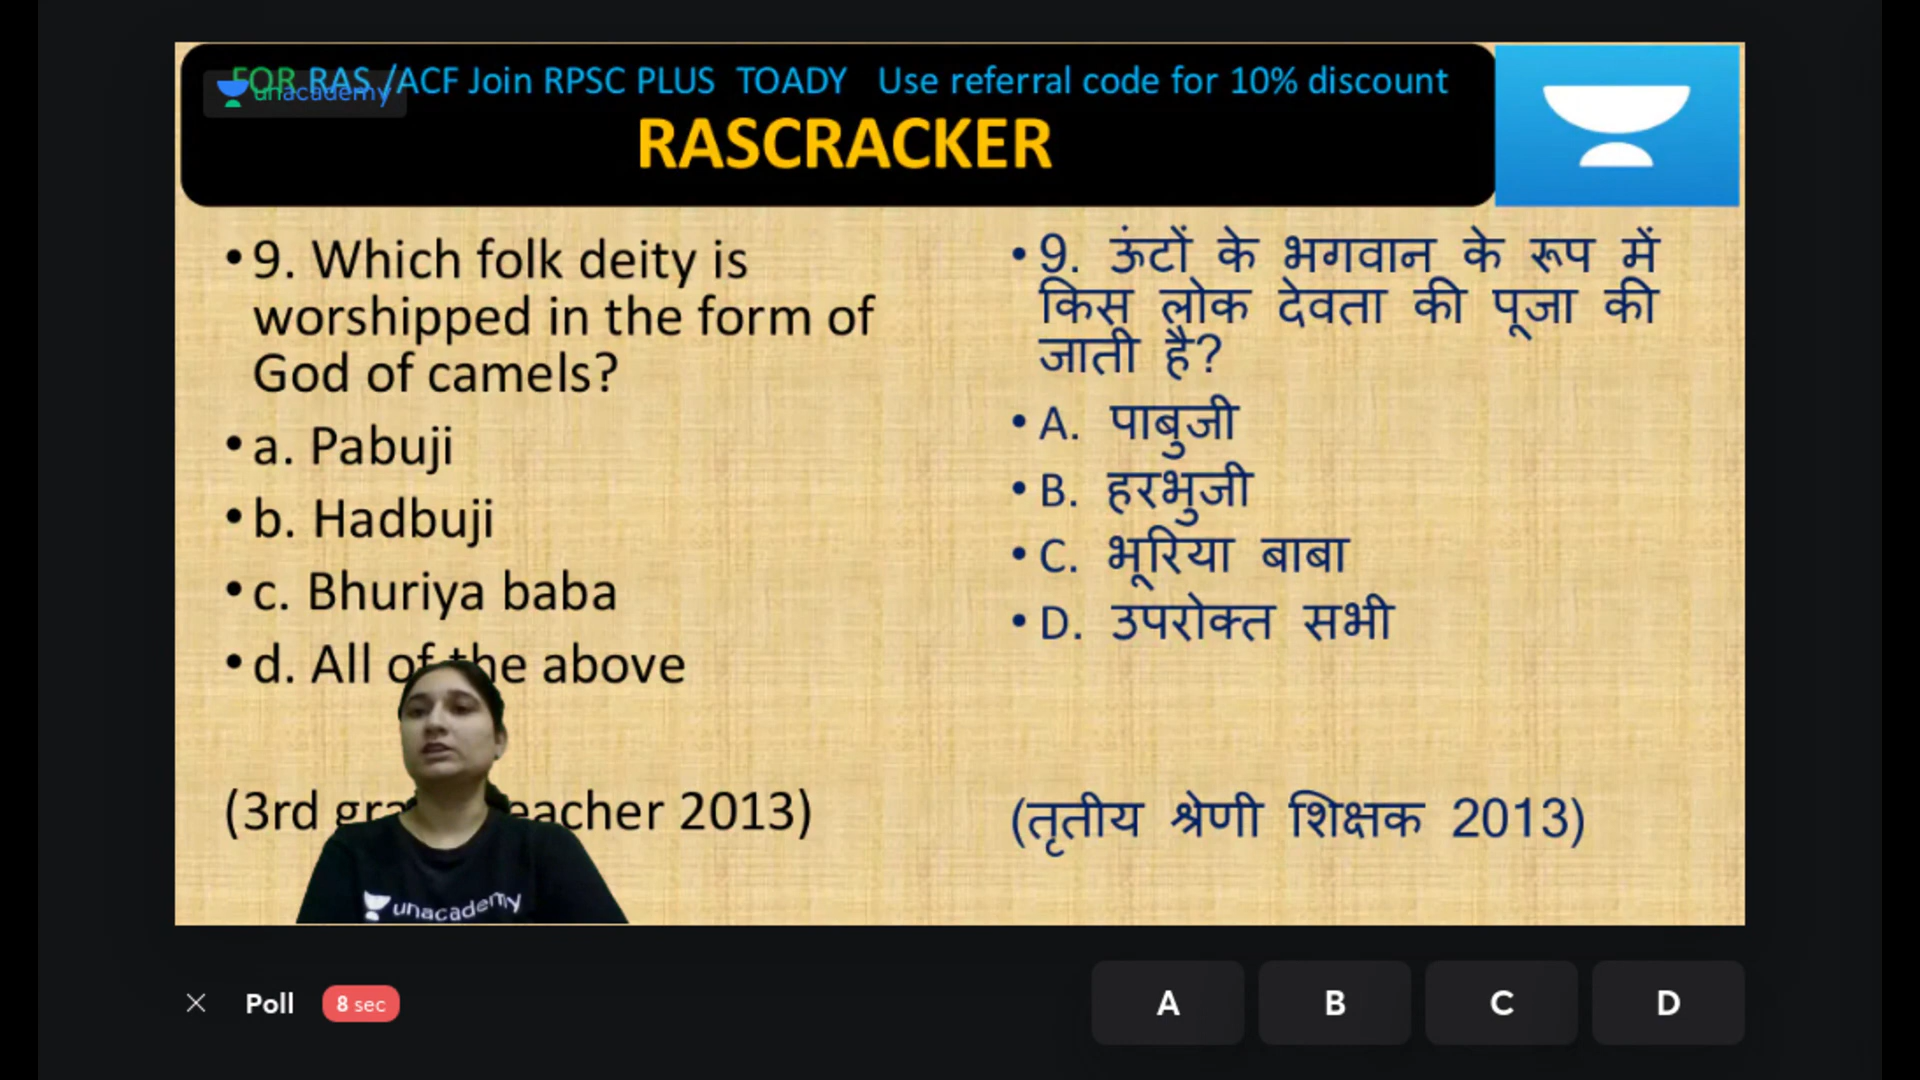 FOR RAS /ACF Join RPSC PLUS TOADY Use referral code for 10% discount
unacademy
RASCRACKER
• 9. Which folk deity is
worshipped in the form of
God of camels?
• a. Pabuji
• b. Hadbuji
• c. Bhuriya baba
• d. All of the above
(3rd gra eacher 2013)
• 9. ऊंटों के भगवान के रूप में
किस लोक देवता की पूजा की
जाती है?
• A. पाबुजी
• B. हरभुजी
• C. भूरिया बाबा
• D. उपरोक्त सभी
(तृतीय श्रेणी शिक्षक 2013)
unacademy
Poll 8 sec A B C D